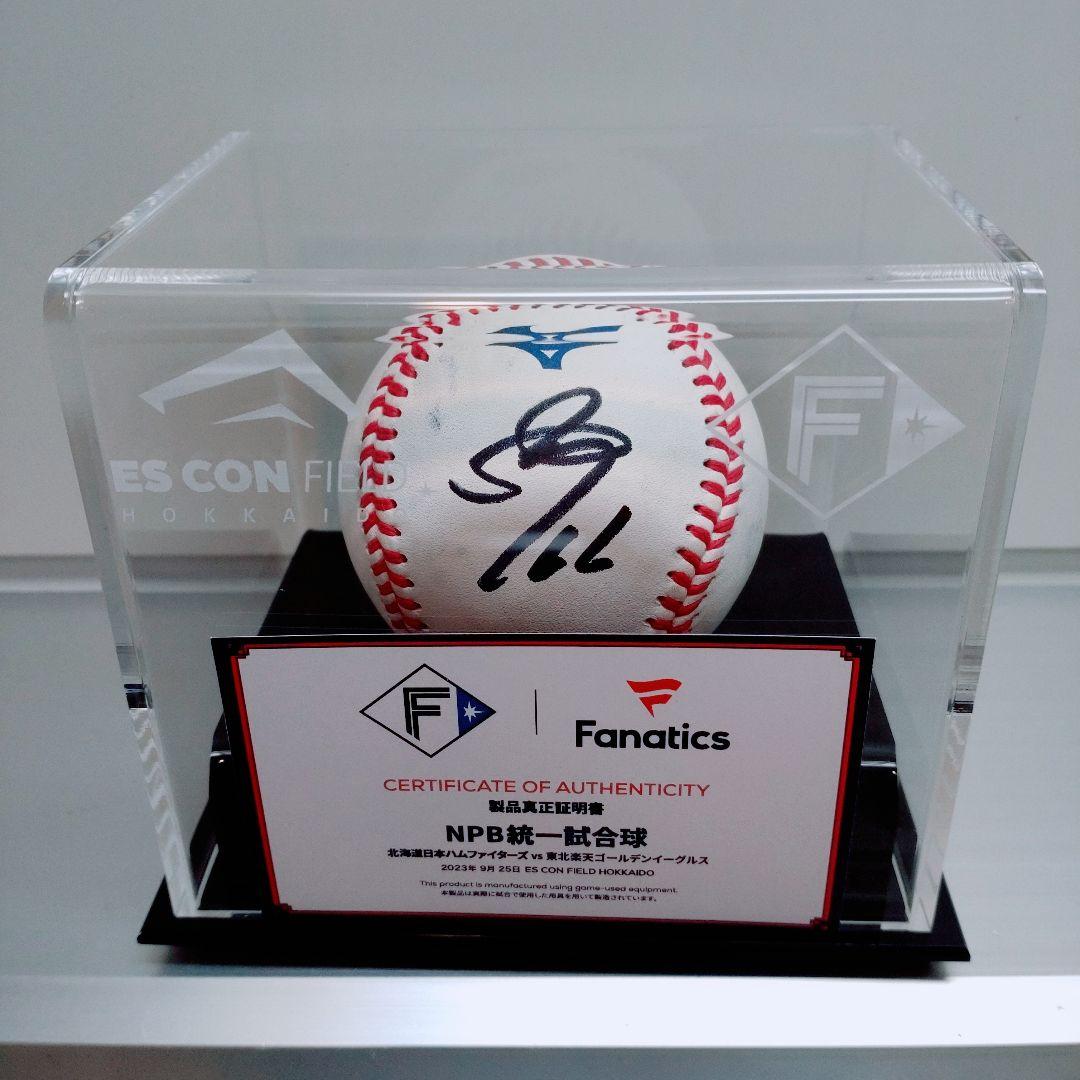 ES CON FIELD
HOKKAID
F
F
Fanatics
CERTIFICATE OF AUTHENTICITY
製品真正証明書
NPB統一試合球
北海道日本ハムファイターズ vs 東北楽天ゴールデンイーグルス
2023年 9月 25日 ES CON FIELD HOKKAIDO
This product is manufactured using game-used equipment.
本製品は実際に試合で使用した用具を用いて製造されています。